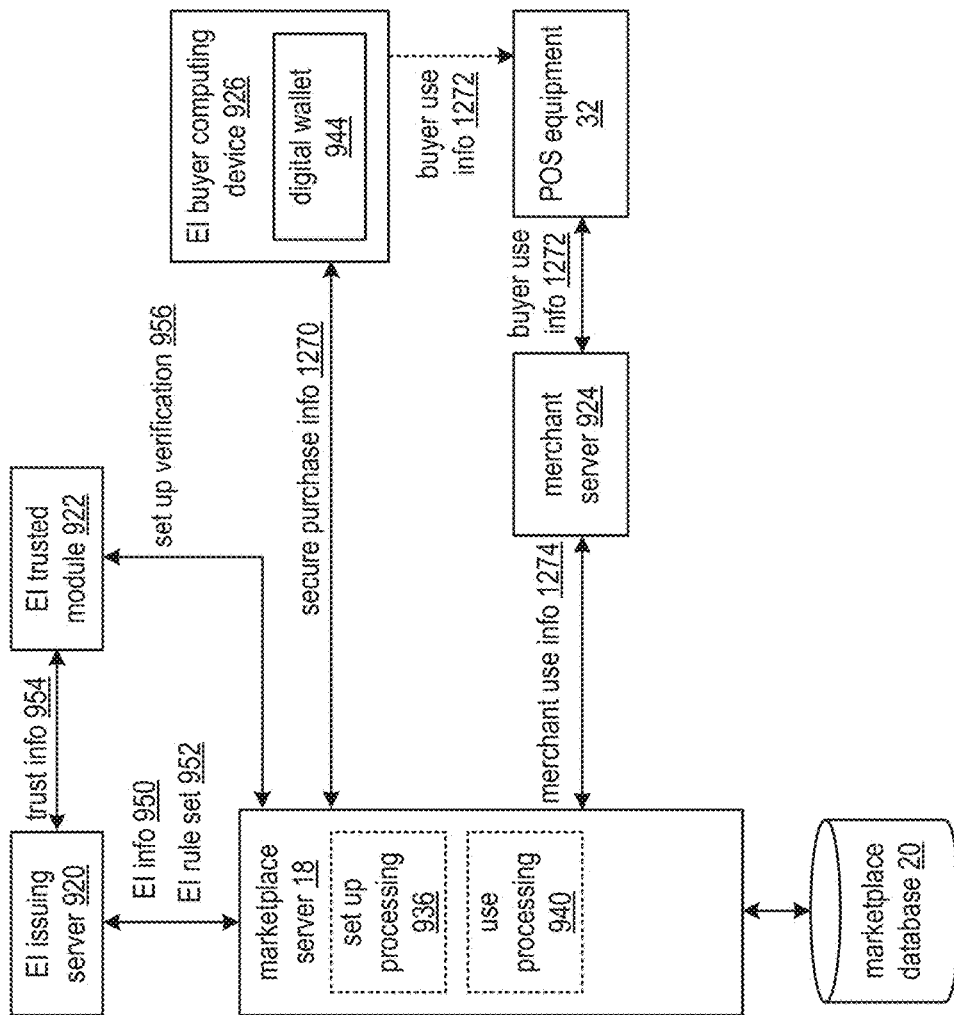 EI issuing
server 920
trust info 954
EI trusted
module 922
EI info 950
EI rule set 952
set up verification 956
marketplace
server 18
set up
processing
936
use
processing
940
secure purchase info 1270
EI buyer computing
device 926
digital wallet
944
merchant use info 1274
merchant
server 924
buyer use
info 1272
buyer use
info 1272
POS equipment
32
marketplace
database 20